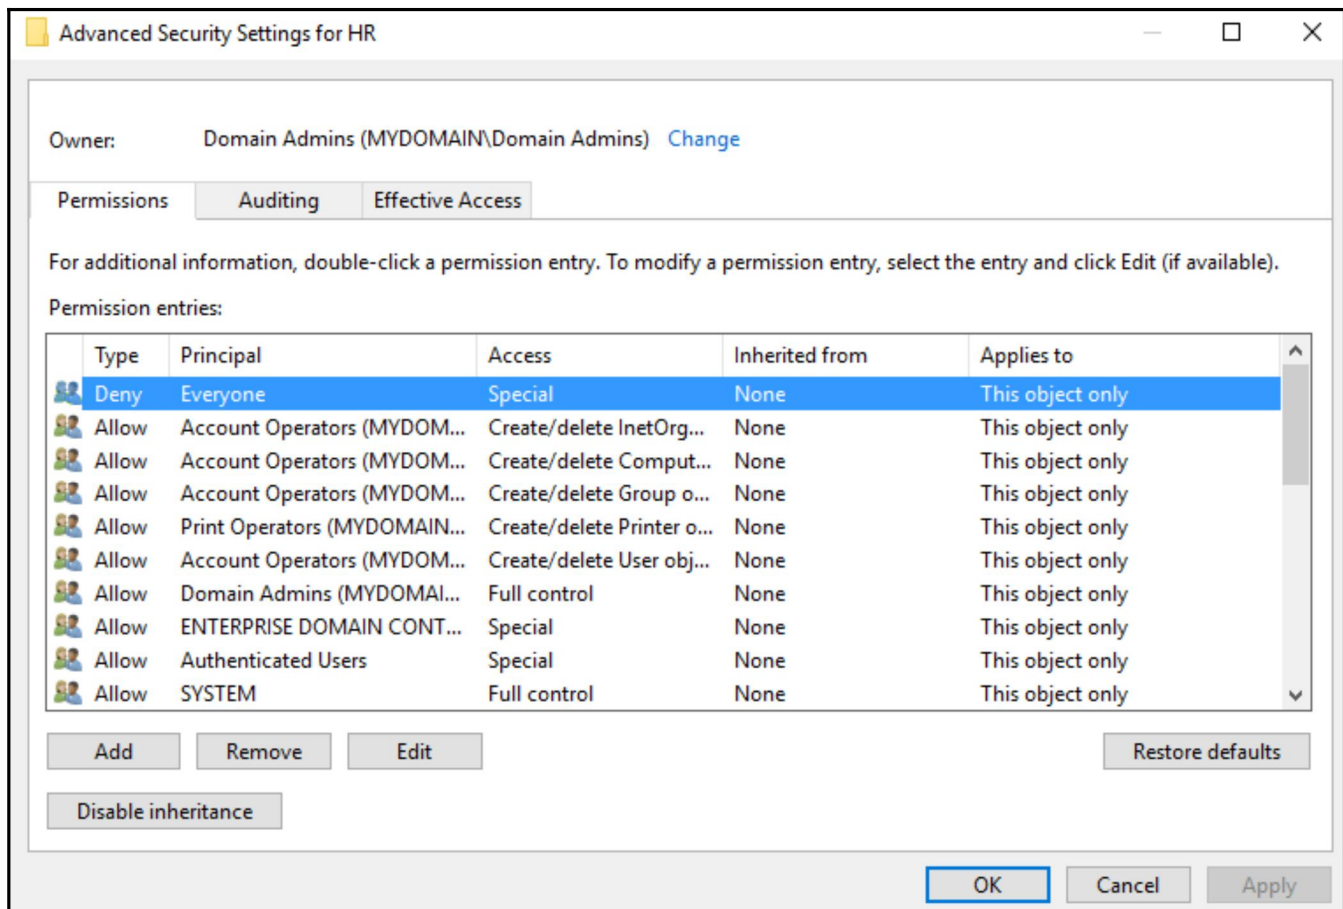 Advanced Security Settings for HR
Owner: Domain Admins (MYDOMAIN\Domain Admins) Change
Permissions Auditing Effective Access
For additional information, double-click a permission entry. To modify a permission entry, select the entry and click Edit (if available).
Permission entries:
Type Principal Access Inherited from Applies to
Deny Everyone Special None This object only
Allow Account Operators (MYDOM... Create/delete InetOrg... None This object only
Allow Account Operators (MYDOM... Create/delete Comput... None This object only
Allow Account Operators (MYDOM... Create/delete Group o... None This object only
Allow Print Operators (MYDOMAIN... Create/delete Printer o... None This object only
Allow Account Operators (MYDOM... Create/delete User obj... None This object only
Allow Domain Admins (MYDOMAI... Full control None This object only
Allow ENTERPRISE DOMAIN CONT... Special None This object only
Allow Authenticated Users Special None This object only
Allow SYSTEM Full control None This object only
Add Remove Edit Restore defaults
Disable inheritance
OK Cancel Apply